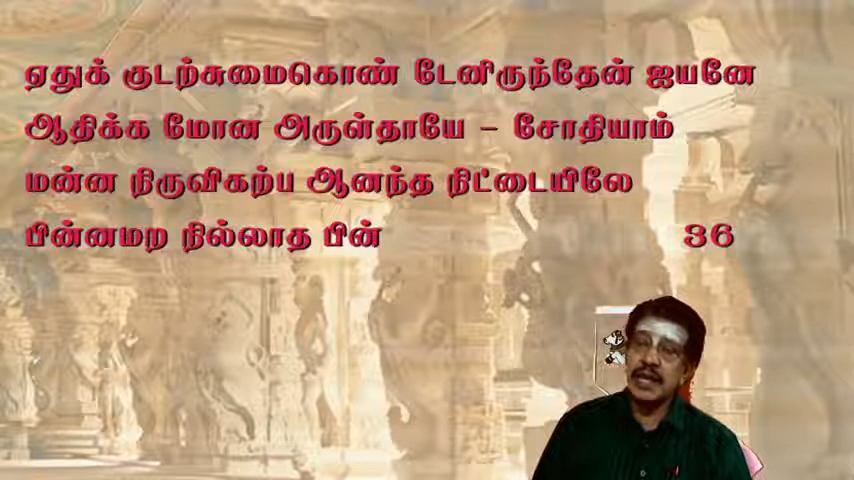 ஏதுக் குடற்சுமைகொண் டேனிருந்தேன் ஐயனே
ஆதிக்க மோன அருள்தாயே - சோதியாம்
மன்ன நிருவிகற்ப ஆனந்த நிட்டையிலே
பின்னமற நில்லாத பின் 36